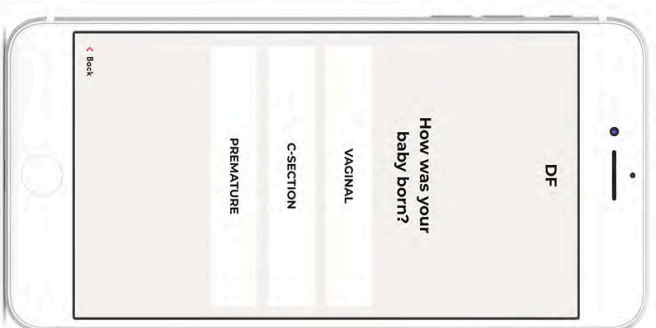 DF
How was your
baby born?
VAGINAL
C-SECTION
PREMATURE
< Back